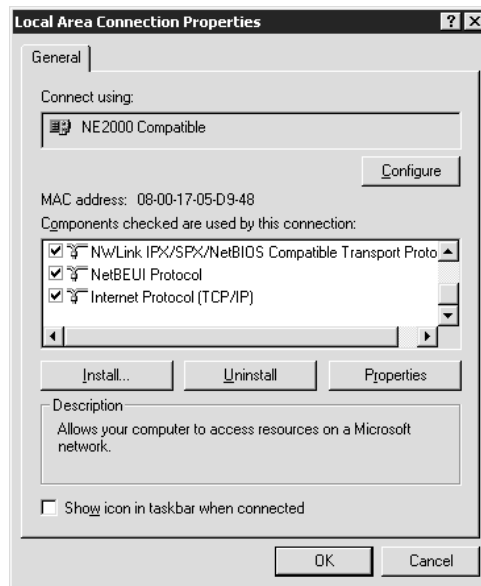 Local Area Connection Properties
General
Connect using:
NE2000 Compatible
Configure
MAC address: 08-00-17-05-D9-48
Components checked are used by this connection:
NWLink IPX/SPX/NetBIOS Compatible Transport Proto
NetBEUI Protocol
Internet Protocol (TCP/IP)
Install... Uninstall Properties
Description
Allows your computer to access resources on a Microsoft
network.
Show icon in taskbar when connected
OK Cancel